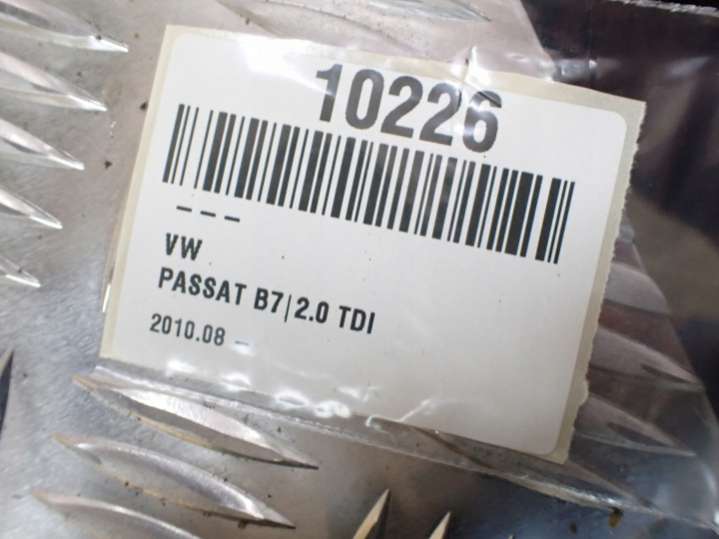 10226
---
VW
PASSAT B7|2.0 TDI
2010.08 -